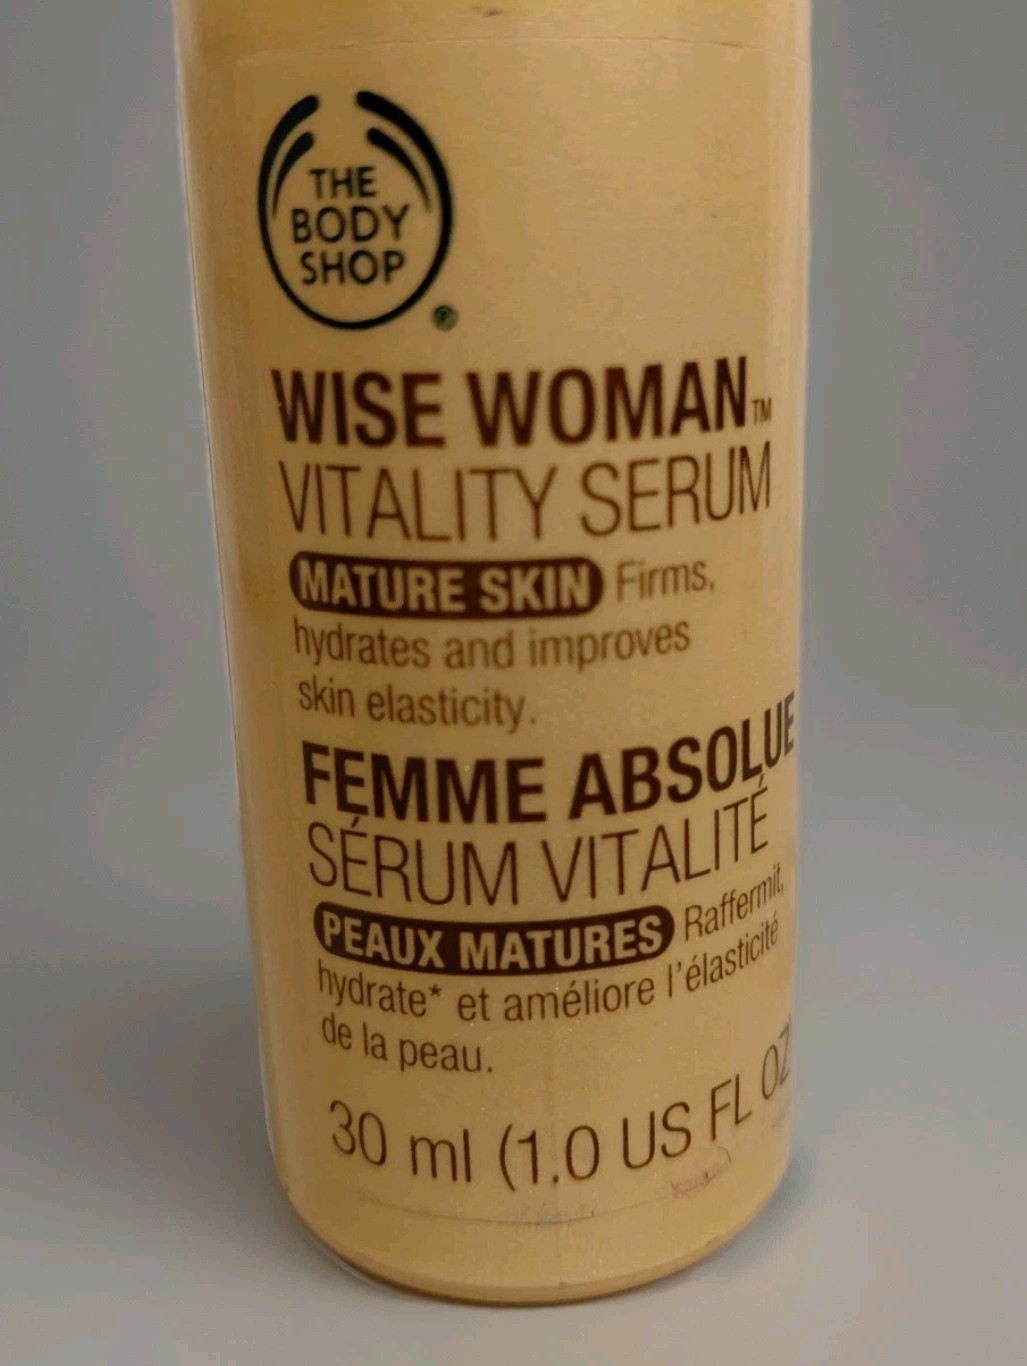 THE
BODY
SHOP
®
WISE WOMAN™
VITALITY SERUM
MATURE SKIN Firms,
hydrates and improves
skin elasticity.
FEMME ABSOLUE
SÉRUM VITALITÉ
PEAUX MATURES Raffermit,
hydrate* et améliore l'élasticité
de la peau.
30 ml (1.0 US FL OZ)